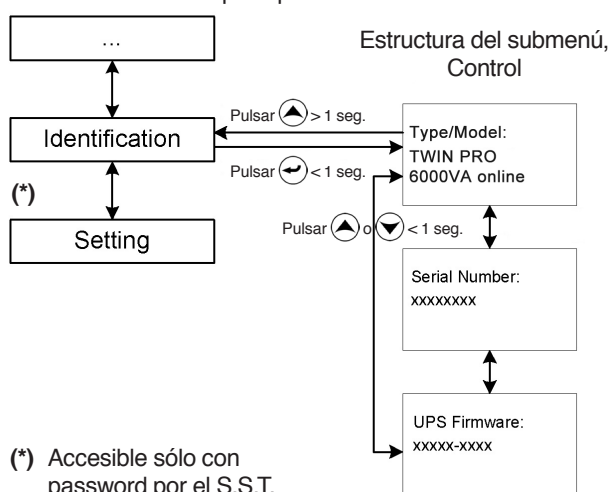 ...
Estructura del submenú,
Control
Identification
Pulsar > 1 seg.
Pulsar < 1 seg.
Type/Model:
TWIN PRO
6000VA online
(*)
Setting
Pulsar o < 1 seg.
Serial Number:
xxxxxxxx
UPS Firmware:
xxxxx-xxxx
(*) Accesible sólo con
password por el S.S.T.